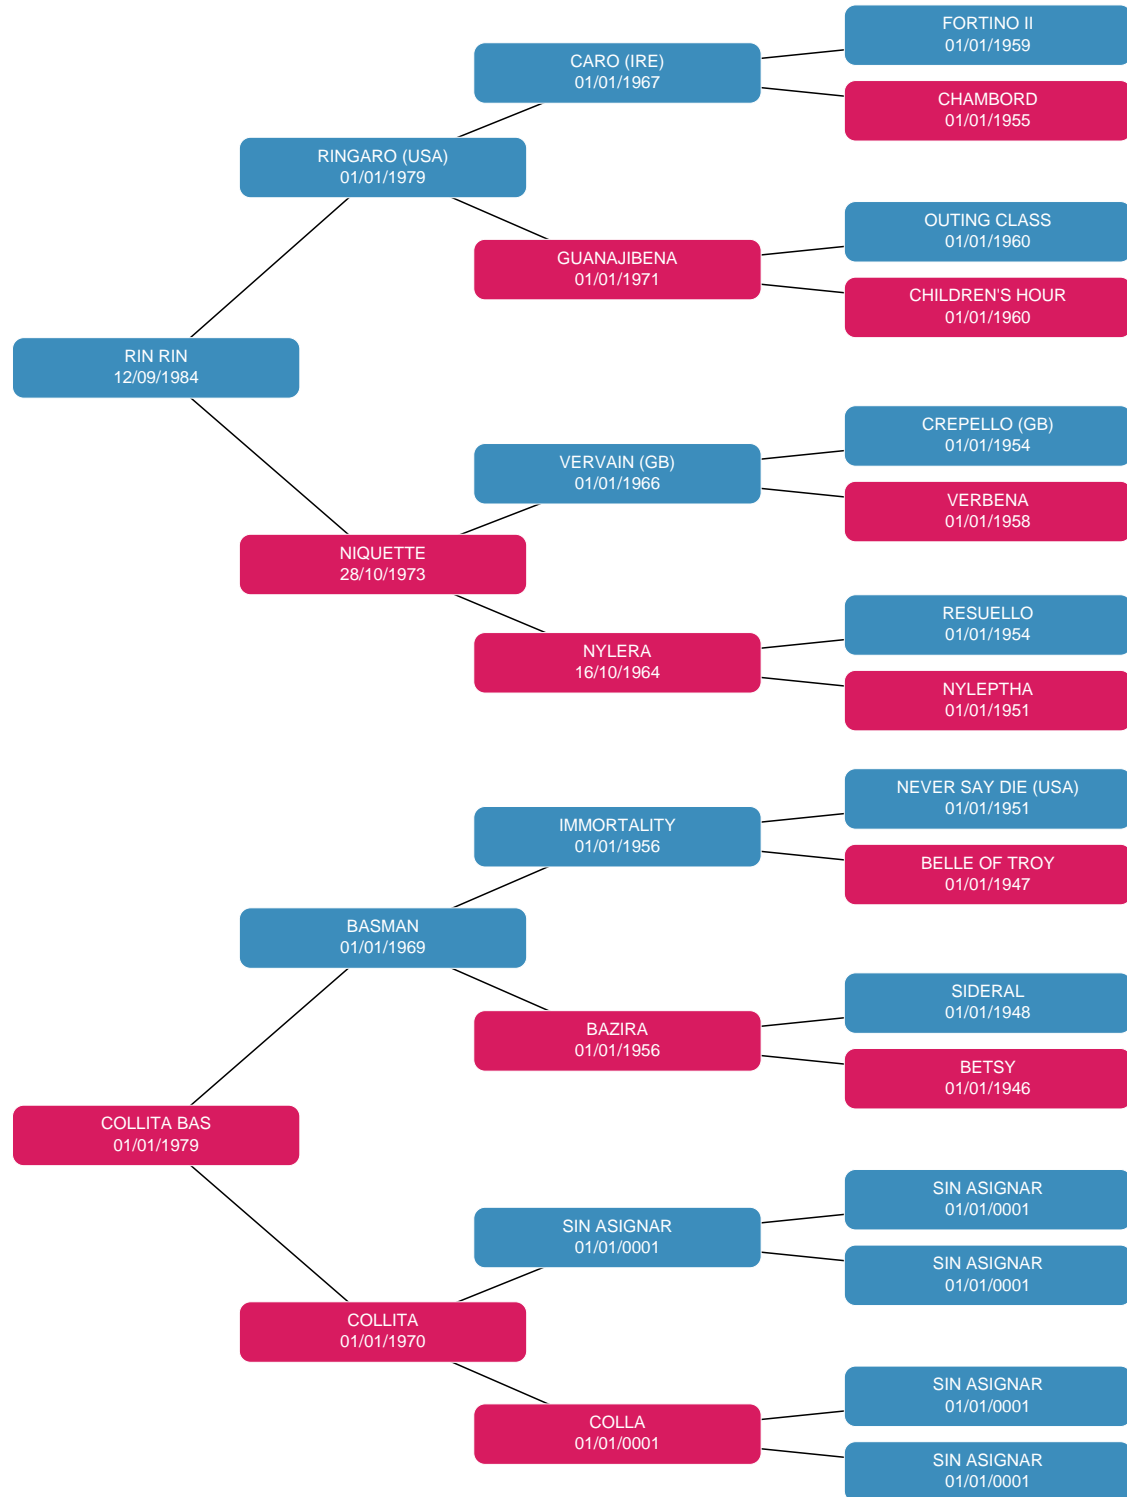 FORTINO II
01/01/1959
CARO (IRE)
01/01/1967
CHAMBORD
01/01/1955
RINGARO (USA)
01/01/1979
OUTING CLASS
01/01/1960
GUANAJIBENA
01/01/1971
CHILDREN'S HOUR
01/01/1960
RIN RIN
12/09/1984
CREPELLO (GB)
01/01/1954
VERVAIN (GB)
01/01/1966
VERBENA
01/01/1958
NIQUETTE
28/10/1973
RESUELLO
01/01/1954
NYLERA
16/10/1964
NYLEPTHA
01/01/1951
NEVER SAY DIE (USA)
01/01/1951
IMMORTALITY
01/01/1956
BELLE OF TROY
01/01/1947
BASMAN
01/01/1969
SIDERAL
01/01/1948
BAZIRA
01/01/1956
BETSY
01/01/1946
COLLITA BAS
01/01/1979
SIN ASIGNAR
01/01/0001
SIN ASIGNAR
01/01/0001
SIN ASIGNAR
01/01/0001
COLLITA
01/01/1970
SIN ASIGNAR
01/01/0001
COLLA
01/01/0001
SIN ASIGNAR
01/01/0001